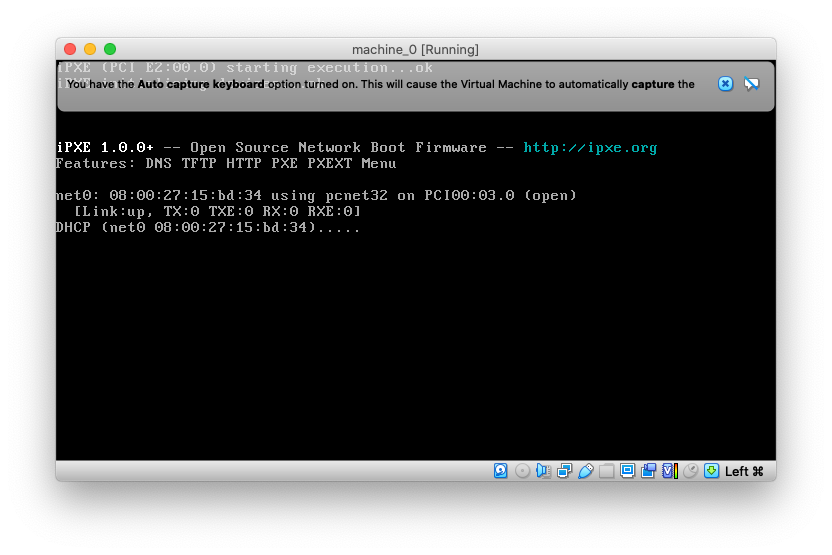 machine_0 [Running]
iPXE (PCI E2:00.0) starting execution...ok
You have the Auto capture keyboard option turned on. This will cause the Virtual Machine to automatically capture the
iPXE 1.0.0+ -- Open Source Network Boot Firmware -- http://ipxe.org
Features: DNS TFTP HTTP PXE PXEXT Menu
net0: 08:00:27:15:bd:34 using pcnet32 on PCI00:03.0 (open)
[Link:up, TX:0 TXE:0 RX:0 RXE:0]
DHCP (net0 08:00:27:15:bd:34).....
Left ⌘